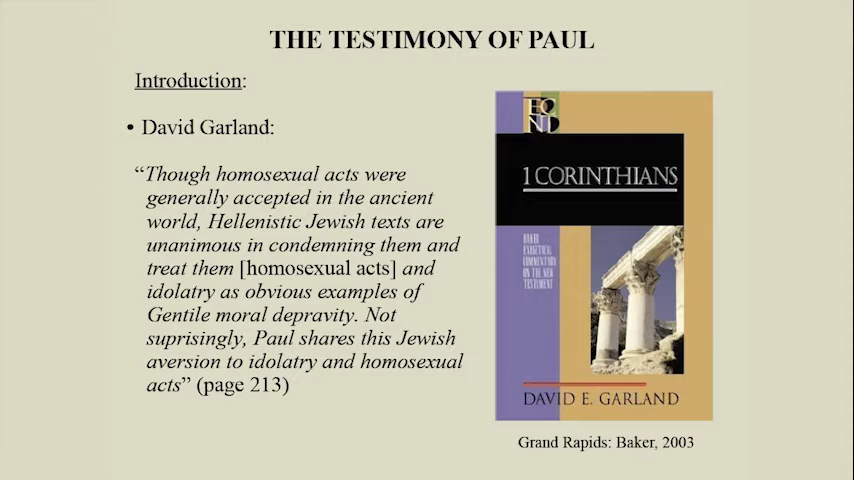 THE TESTIMONY OF PAUL
Introduction:
• David Garland:
“Though homosexual acts were
generally accepted in the ancient
world, Hellenistic Jewish texts are
unanimous in condemning them and
treat them [homosexual acts] and
idolatry as obvious examples of
Gentile moral depravity. Not
suprisingly, Paul shares this Jewish
aversion to idolatry and homosexual
acts” (page 213)
1 CORINTHIANS
BAKER
EXEGETICAL
COMMENTARY
ON THE NEW
TESTAMENT
DAVID E. GARLAND
Grand Rapids: Baker, 2003